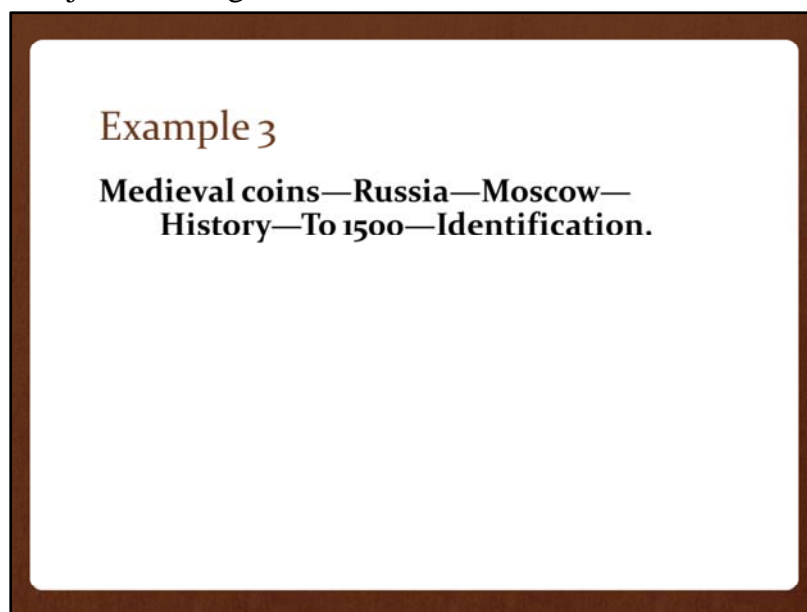 Example 3
Medieval coins—Russia—Moscow—
History—To 1500—Identification.